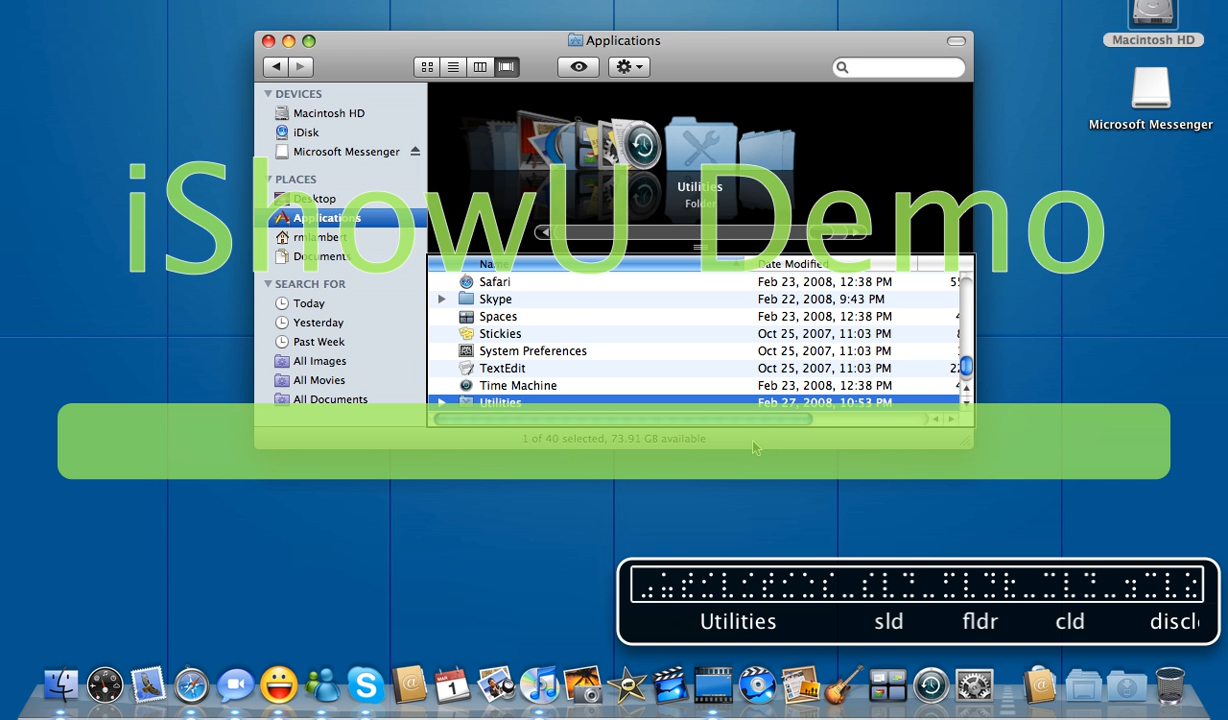 Applications
Macintosh HD
Microsoft Messenger
DEVICES
Macintosh HD
iDisk
Microsoft Messenger
PLACES
Desktop
Applications
rmlambert
Documents
SEARCH FOR
Today
Yesterday
Past Week
All Images
All Movies
All Documents
Utilities
Folder
iShowU Demo
Name Date Modified
Safari Feb 23, 2008, 12:38 PM
Skype Feb 22, 2008, 9:43 PM
Spaces Feb 23, 2008, 12:38 PM
Stickies Oct 25, 2007, 11:03 PM
System Preferences Oct 25, 2007, 11:03 PM
TextEdit Oct 25, 2007, 11:03 PM
Time Machine Feb 23, 2008, 12:38 PM
Utilities Feb 27, 2008, 10:53 PM
1 of 40 selected, 73.91 GB available
Utilities sld fldr cld discl
1